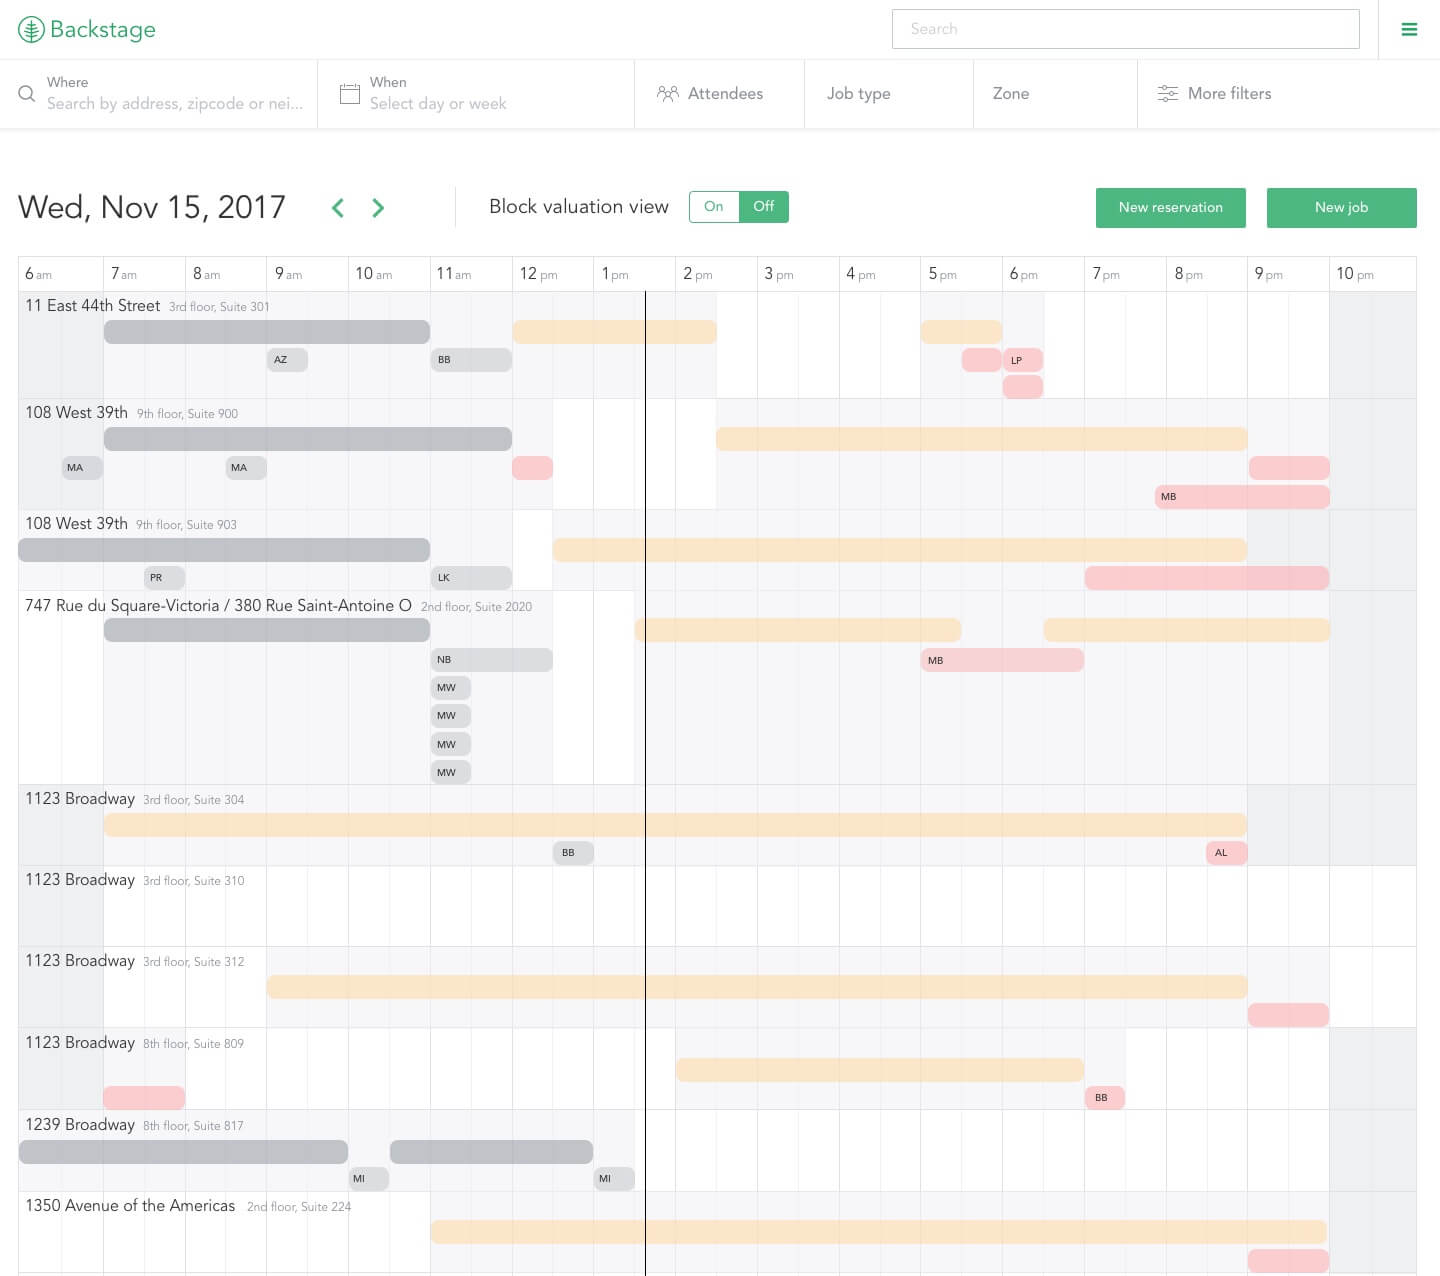 Backstage
Search
Where
Search by address, zipcode or nei...
When
Select day or week
Attendees
Job type
Zone
More filters
Wed, Nov 15, 2017
Block valuation view
On Off
New reservation
New job
6 am 7 am 8 am 9 am 10 am 11 am 12 pm 1 pm 2 pm 3 pm 4 pm 5 pm 6 pm 7 pm 8 pm 9 pm 10 pm
11 East 44th Street 3rd floor, Suite 301
AZ BB LP
108 West 39th 9th floor, Suite 900
MA MA
MB
108 West 39th 9th floor, Suite 903
PR LK
747 Rue du Square-Victoria / 380 Rue Saint-Antoine O 2nd floor, Suite 2020
NB MB
MW
MW
MW
MW
1123 Broadway 3rd floor, Suite 304
BB AL
1123 Broadway 3rd floor, Suite 310
1123 Broadway 3rd floor, Suite 312
1123 Broadway 8th floor, Suite 809
BB
1239 Broadway 8th floor, Suite 817
MI MI
1350 Avenue of the Americas 2nd floor, Suite 224